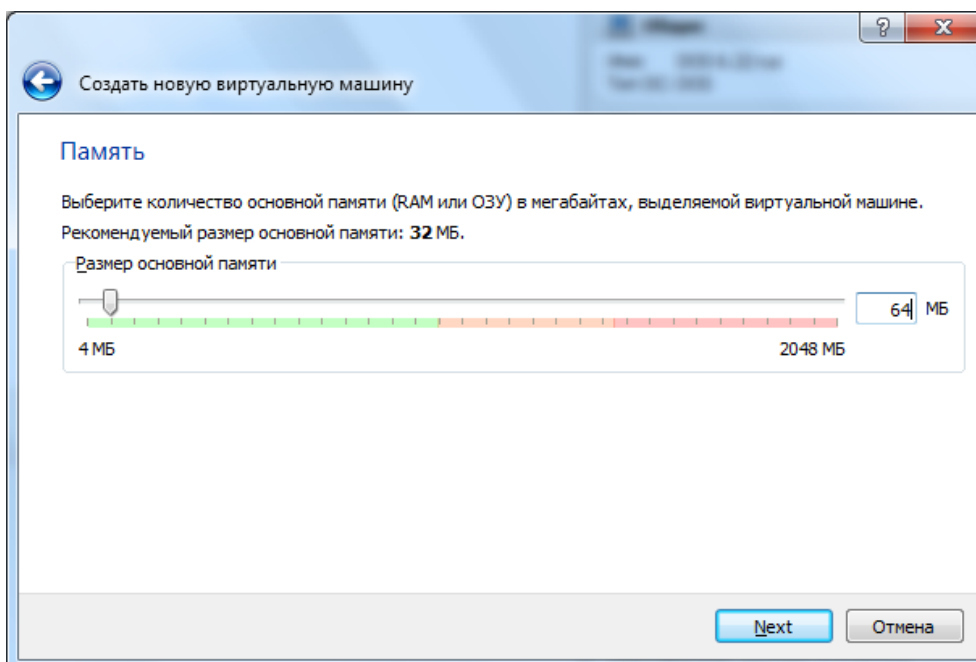 Создать новую виртуальную машину
Память
Выберите количество основной памяти (RAM или ОЗУ) в мегабайтах, выделяемой виртуальной машине.
Рекомендуемый размер основной памяти: 32 МБ.
Размер основной памяти
64 МБ
4 МБ 2048 МБ
Next Отмена